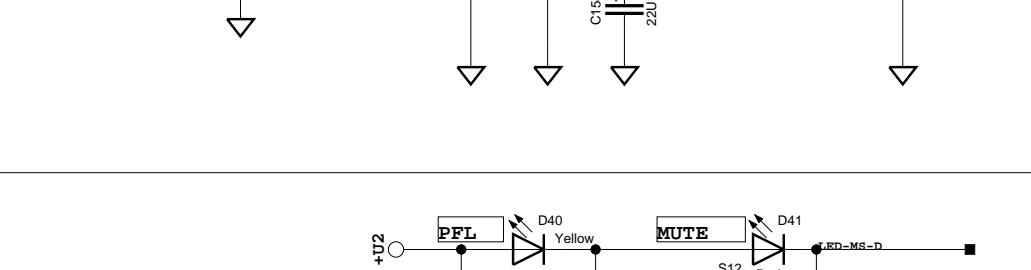 C15
22U
D40
D41
PFL
MUTE
Yellow
+U2
LED-MS-D
S12